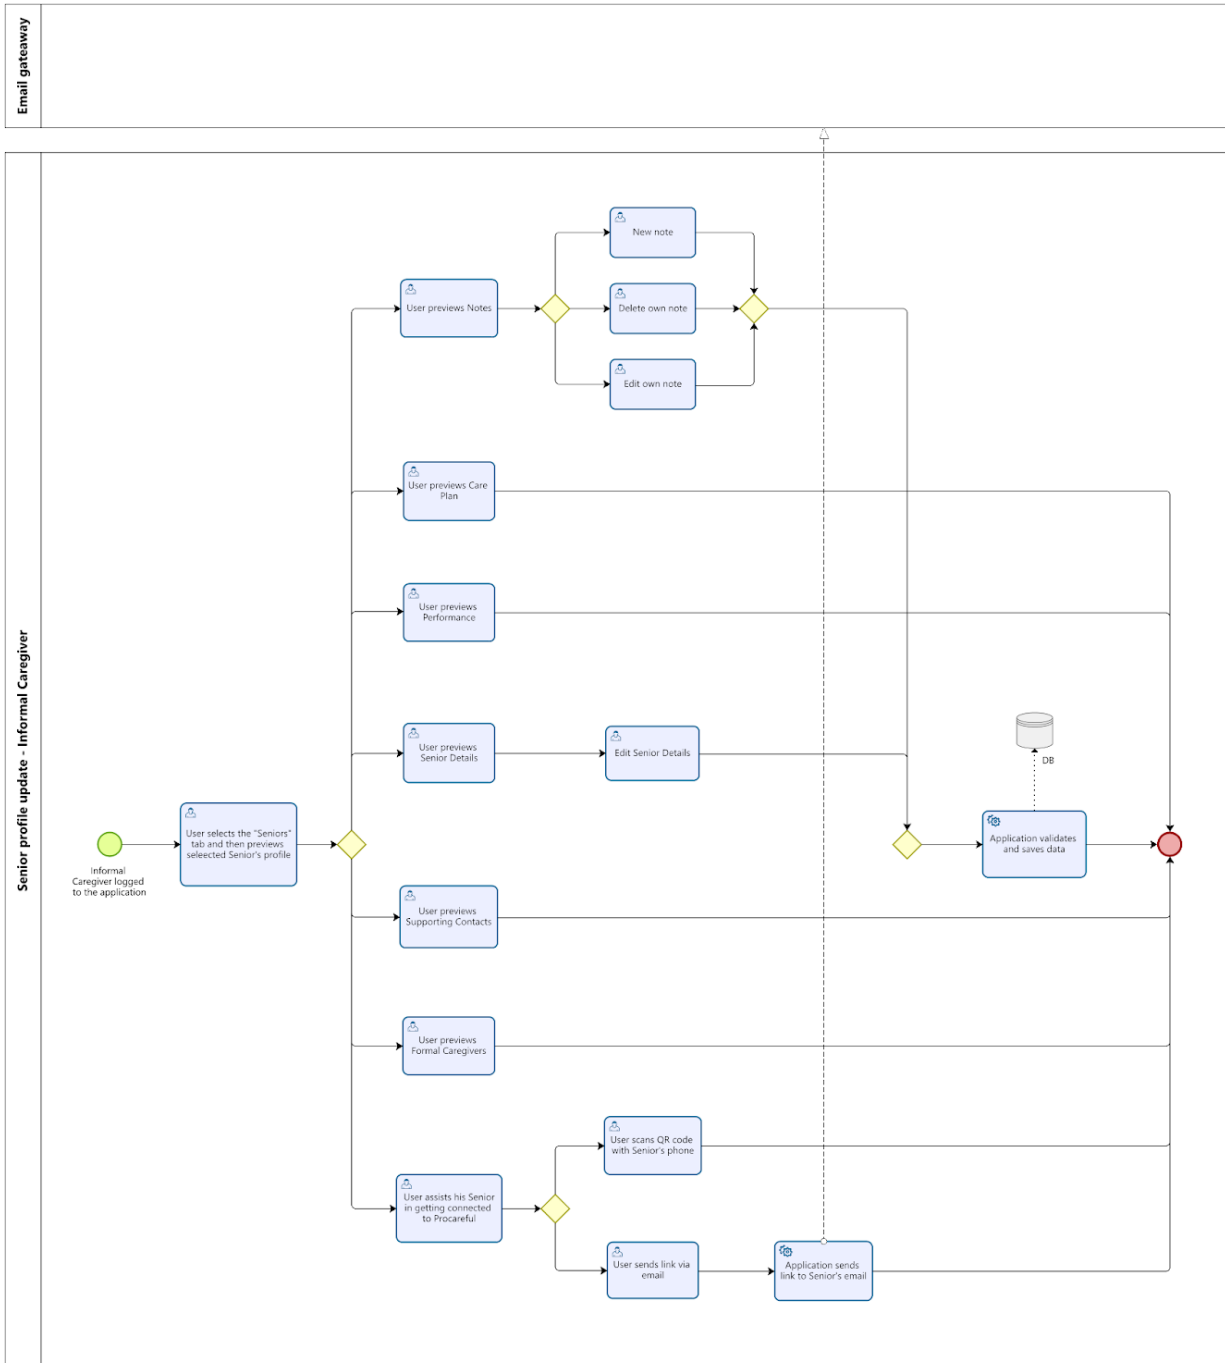 Email gateaway
Senior profile update - Informal Caregiver
New note
User previews Notes
Delete own note
Edit own note
User previews Care
Plan
User previews
Performance
User previews
Senior Details
Edit Senior Details
DB
Informal
Caregiver logged
to the application
User selects the "Seniors"
tab and then previews
seleected Senior's profile
Application validates
and saves data
User previews
Supporting Contacts
User previews
Formal Caregivers
User scans QR code
with Senior's phone
User assists his Senior
in getting connected
to Procareful
User sends link via
email
Application sends
link to Senior's email